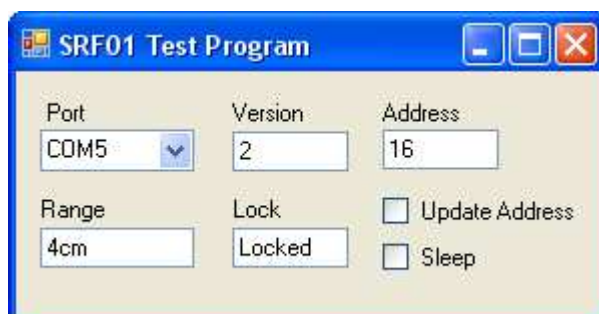 SRF01 Test Program
Port Version Address
COM5 2 16
Range Lock Update Address
4cm Locked Sleep